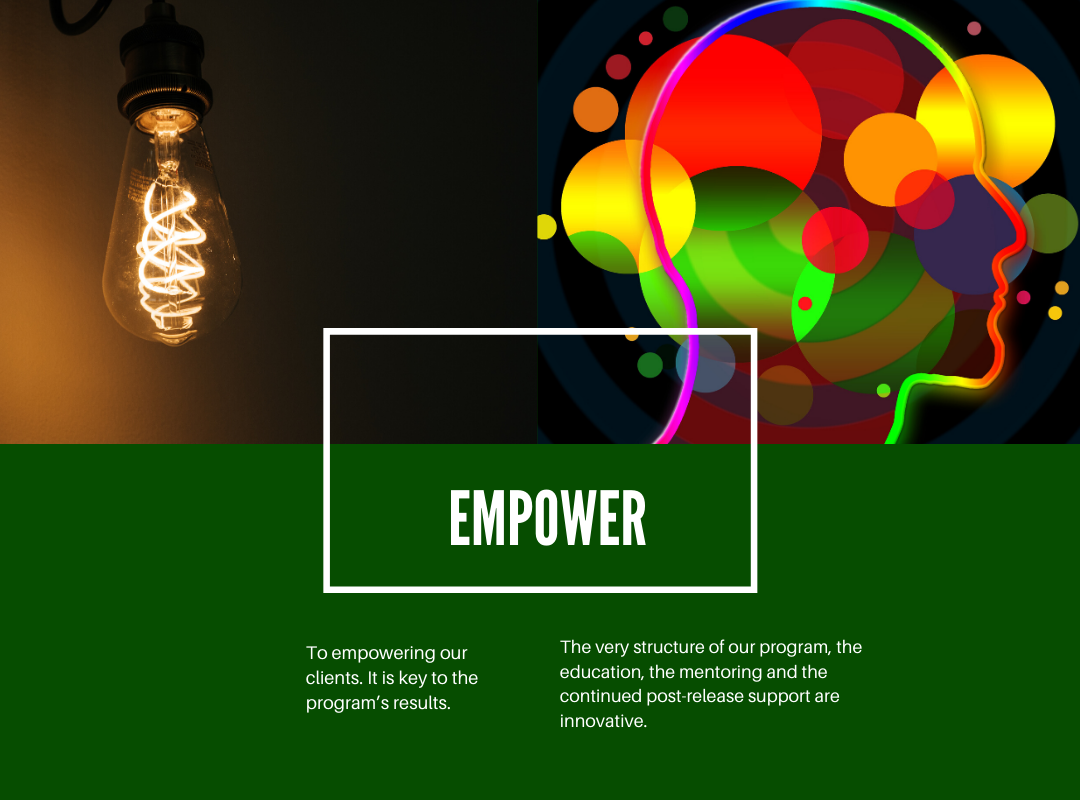 EMPOWER
To empowering our
clients. It is key to the
program's results.
The very structure of our program, the
education, the mentoring and the
continued post-release support are
innovative.